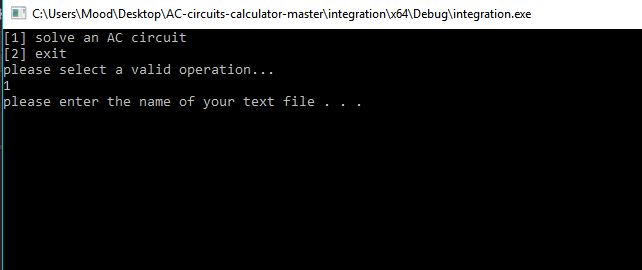 C:\Users\Mood\Desktop\AC-circuits-calculator-master\integration\x64\Debug\integration.exe
[1] solve an AC circuit
[2] exit
please select a valid operation...
1
please enter the name of your text file . . .